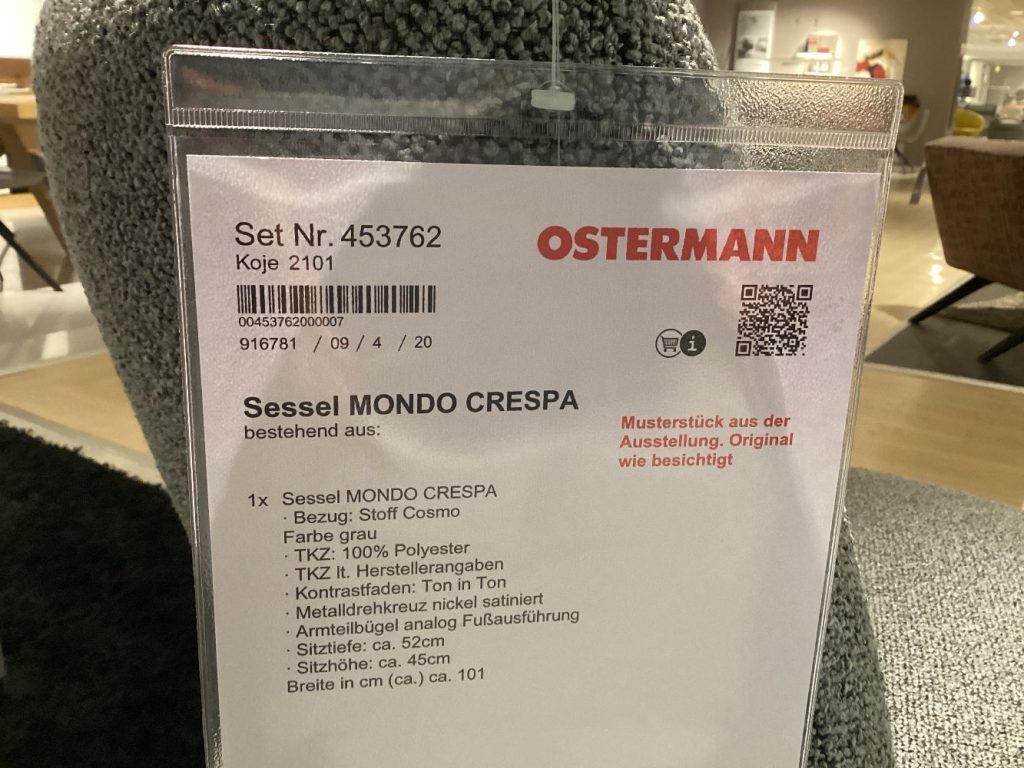 Set Nr. 453762
Koje 2101
OSTERMANN
00453762000007
916781 / 09 / 4 / 20
i
Sessel MONDO CRESPA
bestehend aus:
Musterstück aus der
Ausstellung. Original
wie besichtigt
1x Sessel MONDO CRESPA
· Bezug: Stoff Cosmo
Farbe grau
· TKZ: 100% Polyester
· TKZ lt. Herstellerangaben
· Kontrastfaden: Ton in Ton
· Metalldrehkreuz nickel satiniert
· Armteilbügel analog Fußausführung
· Sitztiefe: ca. 52cm
· Sitzhöhe: ca. 45cm
Breite in cm (ca.) ca. 101